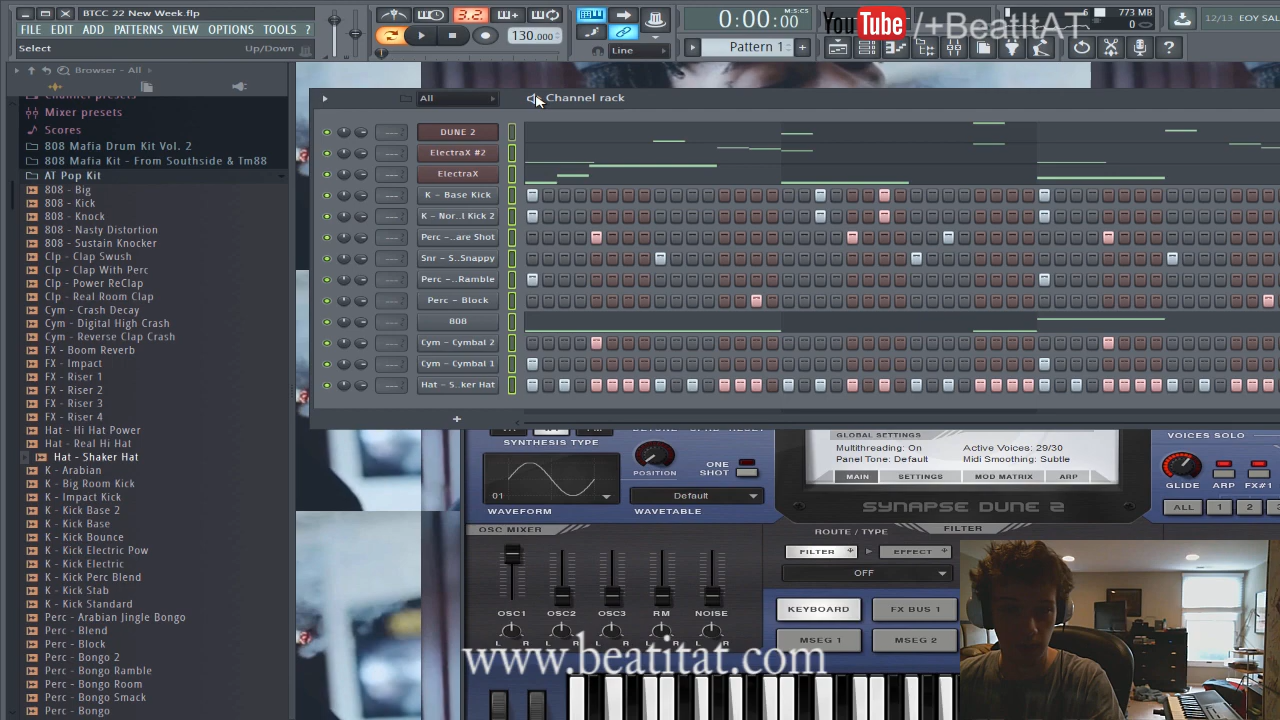 BTCC 22 New Week.flp
FILE EDIT ADD PATTERNS VIEW OPTIONS TOOLS ?
Select
Up/Down
3.2
130.000
Line
0:00:00
M:S:CS
Pattern 1
YouTube/+BeatItAT
6
773 MB
0
12/13 EOY SAL
Browser - All
Channel presets
Mixer presets
Scores
808 Mafia Drum Kit Vol. 2
808 Mafia Kit - From Southside & Tm88
AT Pop Kit
808 - Big
808 - Kick
808 - Knock
808 - Nasty Distortion
808 - Sustain Knocker
Clp - Clap Swush
Clp - Clap With Perc
Clp - Power ReClap
Clp - Real Room Clap
Cym - Crash Decay
Cym - Digital High Crash
Cym - Reverse Clap Crash
FX - Boom Reverb
FX - Impact
FX - Riser 1
FX - Riser 2
FX - Riser 3
FX - Riser 4
Hat - Hi Hat Power
Hat - Real Hi Hat
Hat - Shaker Hat
K - Arabian
K - Big Room Kick
K - Impact Kick
K - Kick Base 2
K - Kick Base
K - Kick Bounce
K - Kick Electric Pow
K - Kick Electric
K - Kick Perc Blend
K - Kick Stab
K - Kick Standard
Perc - Arabian Jingle Bongo
Perc - Blend
Perc - Block
Perc - Bongo 2
Perc - Bongo Ramble
Perc - Bongo Room
Perc - Bongo Smack
Perc - Bongo
All
Channel rack
DUNE 2
ElectraX #2
ElectraX
K - Base Kick
K - Nor..l Kick 2
Perc -..are Shot
Snr - S..Snappy
Perc -..Ramble
Perc - Block
808
Cym - Cymbal 2
Cym - Cymbal 1
Hat - S..ker Hat
+
SYNTHESIS TYPE
01
WAVEFORM
POSITION
ONE
SHOT
Default
WAVETABLE
GLOBAL SETTINGS
Multithreading: On
Active Voices: 29/30
Panel Tone: Default
Midi Smoothing: Subtle
MAIN SETTINGS MOD MATRIX ARP
SYNAPSE DUNE 2
VOICES SOLO
GLIDE ARP FX#1
ALL 1 2
OSC MIXER
OSC1 OSC2 OSC3 RM NOISE
L R L R L R L R L R
FILTER
ROUTE / TYPE
FILTER EFFECT
OFF
KEYBOARD FX BUS 1
MSEG 1 MSEG 2
www.beatitat.com